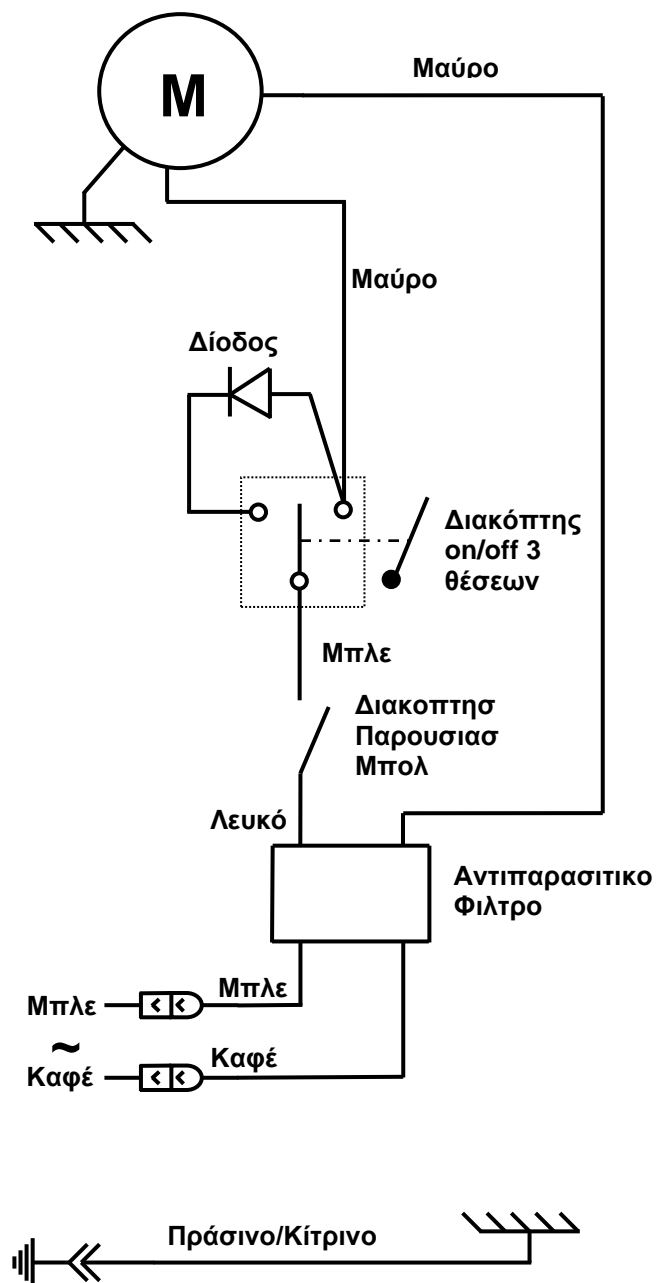 Μαύρο
M
Μαύρο
Δίοδος
Διακόπτης
on/off 3
θέσεων
Μπλε
Διακοπτησ
Παρουσιασ
Μπολ
Λευκό
Αντιπαρασιτικο
Φιλτρο
Μπλε
Μπλε
~
Καφέ
Καφέ
Πράσινο/Κίτρινο